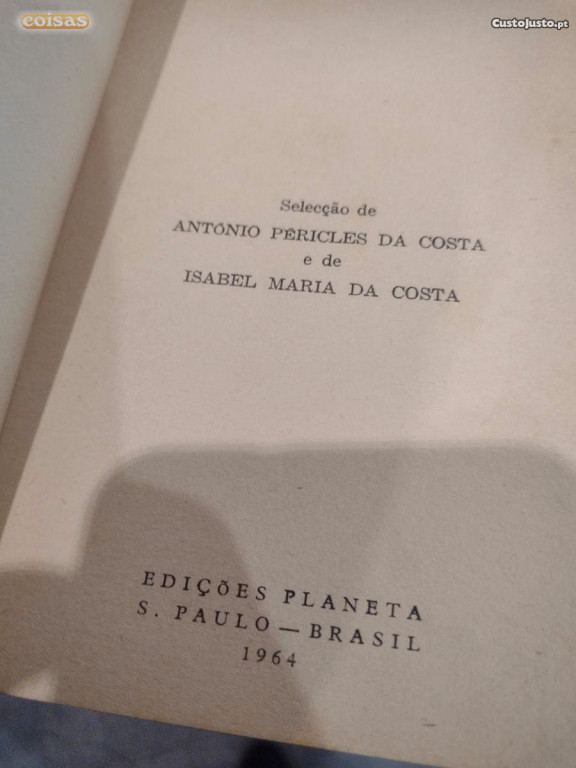 coisas
CustoJusto.pt
Selecção de
ANTÓNIO PÉRICLES DA COSTA
e de
ISABEL MARIA DA COSTA
EDIÇÕES PLANETA
S. PAULO — BRASIL
1964